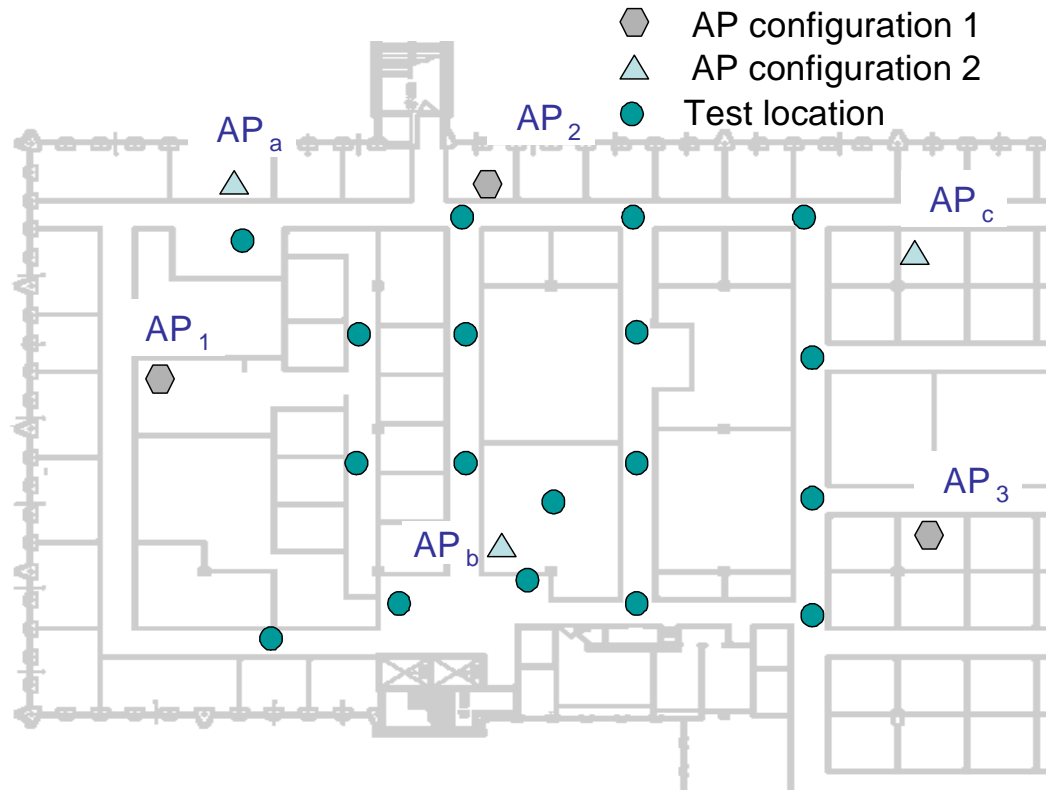 AP configuration 1
AP configuration 2
Test location
AP a
AP 2
AP c
AP 1
AP 3
AP b